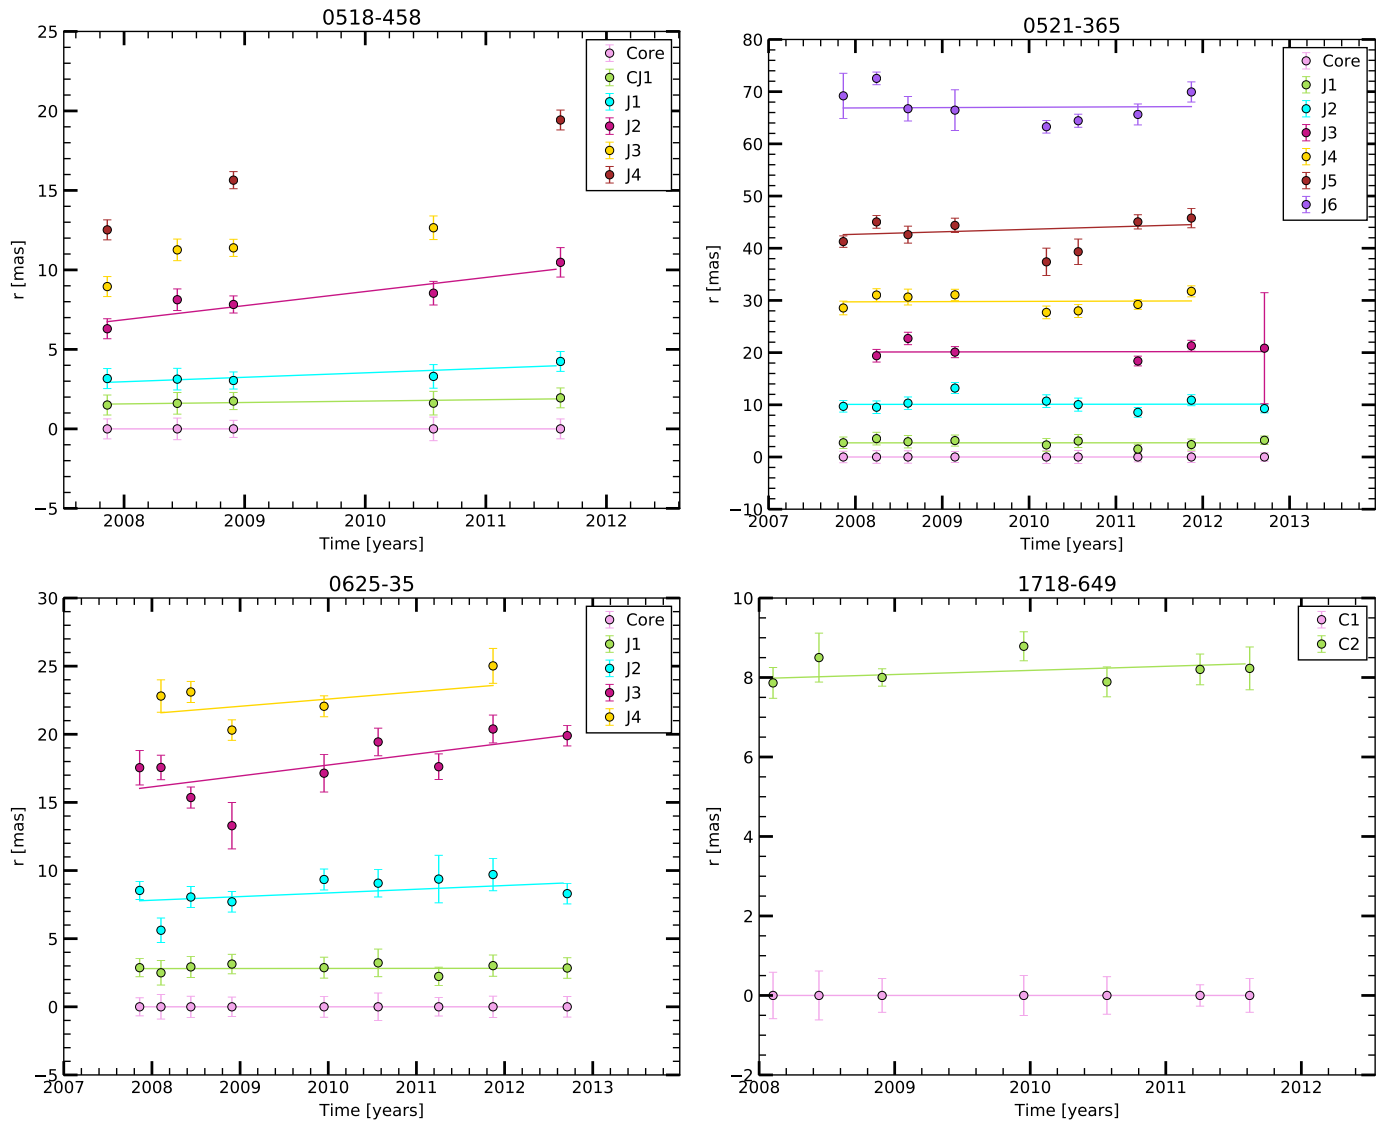 0518-458
25
20
15
10
5
0
−5
r [mas]
2008 2009 2010 2011 2012
Time [years]
Core
CJ1
J1
J2
J3
J4
0521-365
80
70
60
50
40
30
20
10
0
−10
r [mas]
2007 2008 2009 2010 2011 2012 2013
Time [years]
Core
J1
J2
J3
J4
J5
J6
0625-35
30
25
20
15
10
5
0
−5
r [mas]
2007 2008 2009 2010 2011 2012 2013
Time [years]
Core
J1
J2
J3
J4
1718-649
10
8
6
4
2
0
−2
r [mas]
2008 2009 2010 2011 2012
Time [years]
C1
C2